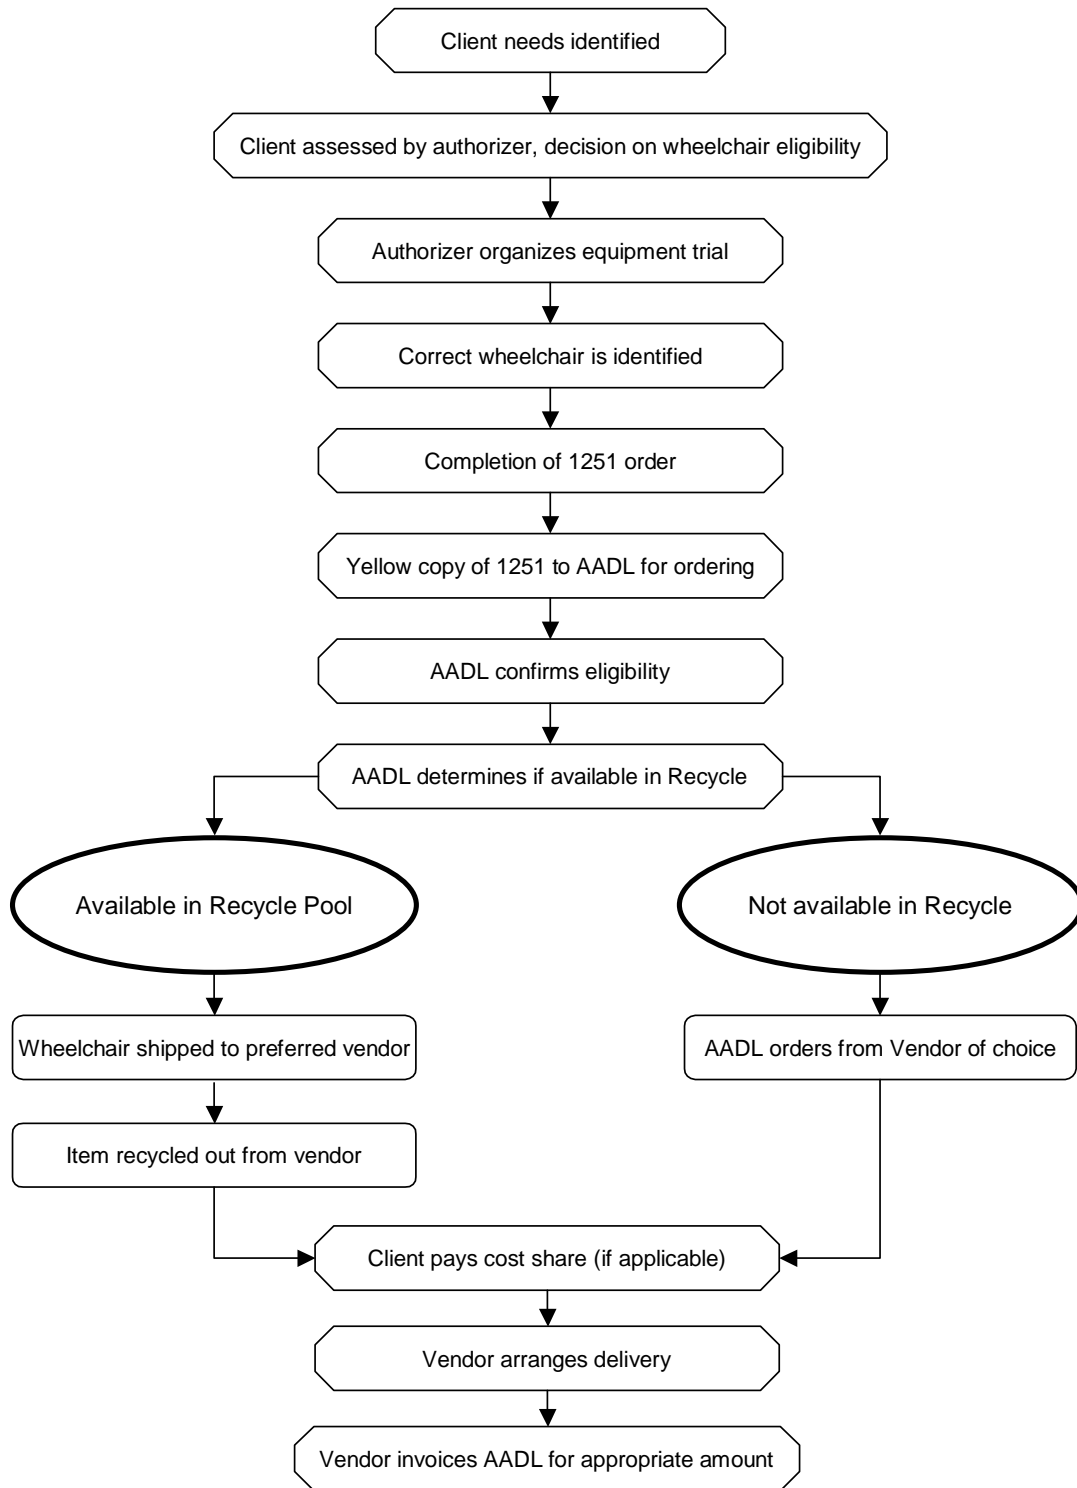 Client needs identified
Client assessed by authorizer, decision on wheelchair eligibility
Authorizer organizes equipment trial
Correct wheelchair is identified
Completion of 1251 order
Yellow copy of 1251 to AADL for ordering
AADL confirms eligibility
AADL determines if available in Recycle
Available in Recycle Pool
Not available in Recycle
Wheelchair shipped to preferred vendor
AADL orders from Vendor of choice
Item recycled out from vendor
Client pays cost share (if applicable)
Vendor arranges delivery
Vendor invoices AADL for appropriate amount